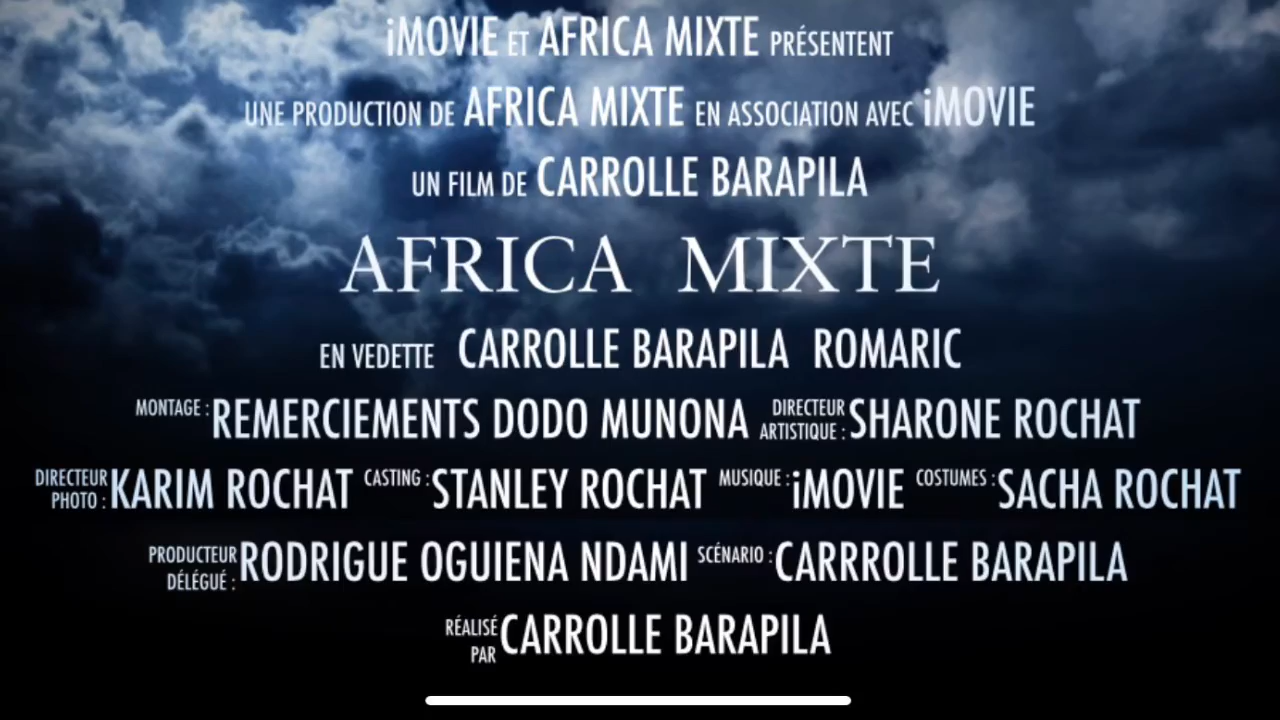 iMOVIE ET AFRICA MIXTE PRÉSENTENT
UNE PRODUCTION DE AFRICA MIXTE EN ASSOCIATION AVEC iMOVIE
UN FILM DE CARROLLE BARAPILA
AFRICA MIXTE
EN VEDETTE CARROLLE BARAPILA ROMARIC
MONTAGE : REMERCIEMENTS DODO MUNONA DIRECTEUR ARTISTIQUE : SHARONE ROCHAT
DIRECTEUR PHOTO : KARIM ROCHAT CASTING : STANLEY ROCHAT MUSIQUE : iMOVIE COSTUMES : SACHA ROCHAT
PRODUCTEUR DÉLÉGUÉ : RODRIGUE OGUIENA NDAMI SCÉNARIO : CARRROLLE BARAPILA
RÉALISÉ PAR CARROLLE BARAPILA